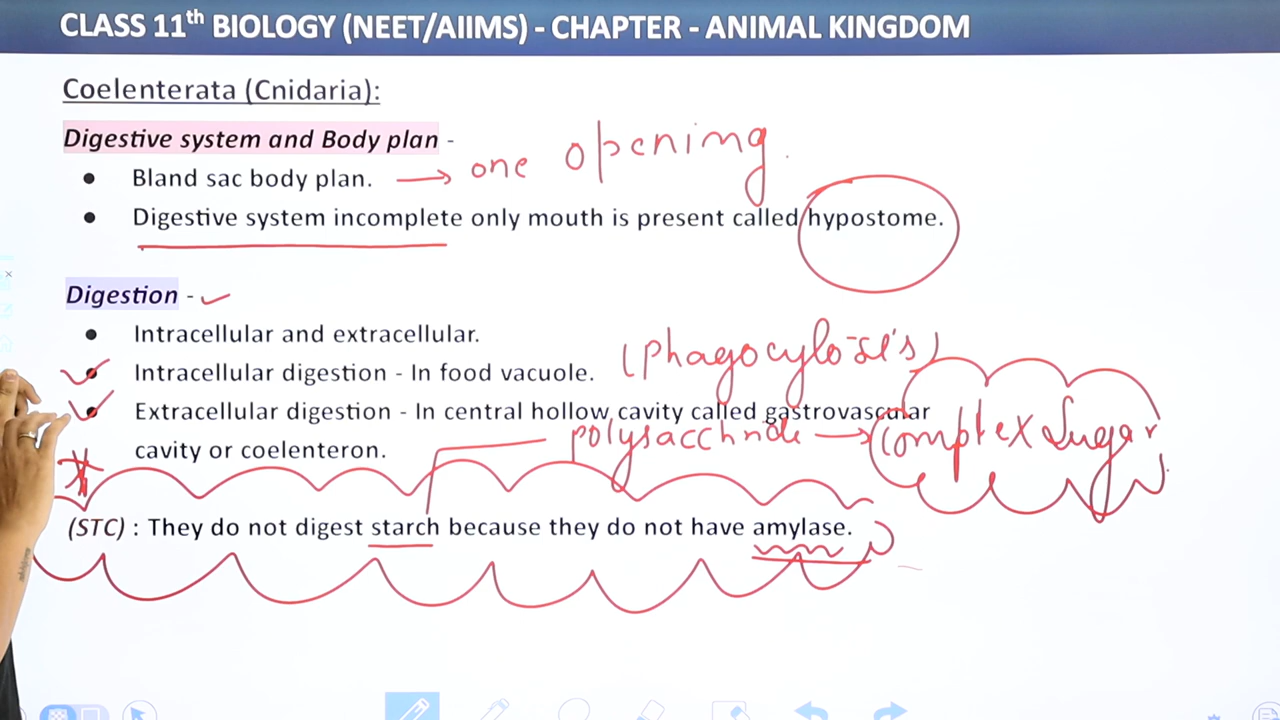 CLASS 11th BIOLOGY (NEET/AIIMS) - CHAPTER - ANIMAL KINGDOM
Coelenterata (Cnidaria):
Digestive system and Body plan -
● Bland sac body plan. → one opening
● Digestive system incomplete only mouth is present called hypostome.
Digestion - ✓
● Intracellular and extracellular.
● Intracellular digestion - In food vacuole. (phagocylosis)
● Extracellular digestion - In central hollow cavity called gastrovascular
polysacchride → complex sugar
cavity or coelenteron.
(STC) : They do not digest starch because they do not have amylase.